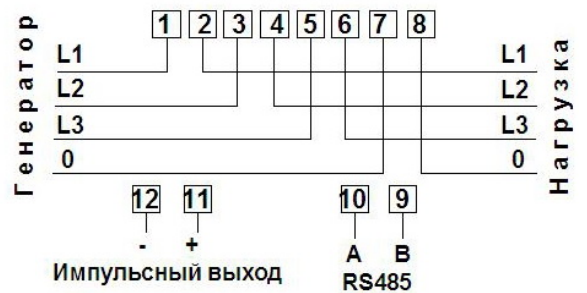 Генератор
1 2 3 4 5 6 7 8
L1 L1
L2 L2
L3 L3
0 0
Нагрузка
12 11 10 9
- + A B
Импульсный выход RS485